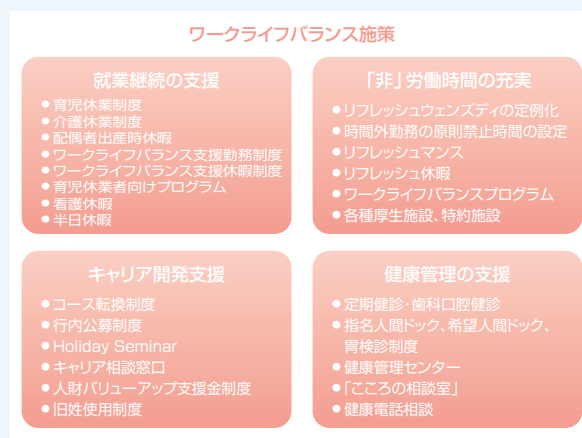 ワークライフバランス施策
就業継続の支援
●育児休業制度
●介護休業制度
●配偶者出産時休暇
●ワークライフバランス支援勤務制度
●ワークライフバランス支援休暇制度
●育児休業者向けプログラム
●看護休暇
●半日休暇
「非」労働時間の充実
●リフレッシュウェンズディの定例化
●時間外勤務の原則禁止時間の設定
●リフレッシュマンス
●リフレッシュ休暇
●ワークライフバランスプログラム
●各種厚生施設、特約施設
キャリア開発支援
●コース転換制度
●行内公募制度
●Holiday Seminar
●キャリア相談窓口
●人財バリューアップ支援金制度
●旧姓使用制度
健康管理の支援
●定期健診・歯科口腔健診
●指名人間ドック、希望人間ドック、
胃検診制度
●健康管理センター
●「こころの相談室」
●健康電話相談